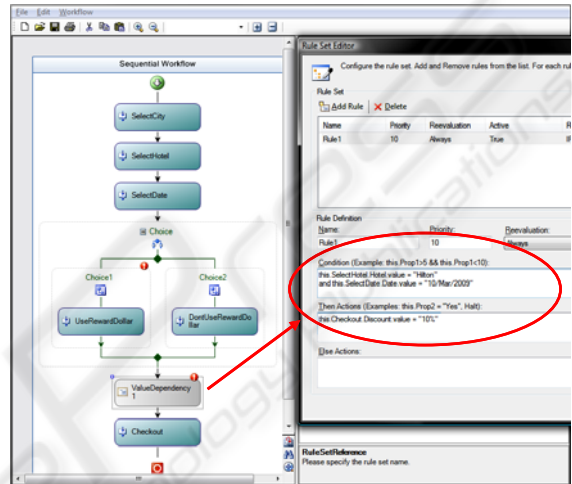 File Edit Workflow
Sequential Workflow
SelectCity
SelectHotel
SelectDate
Choice
Choice1
Choice2
UseRewardDollar
DontUseRewardDo
llar
ValueDependency
1
Checkout
Rule Set Editor
Configure the rule set. Add and Remove rules from the list. For each
Rule Set
Add Rule Delete
Name Priority Reevaluation Active
Rule1 10 Always True
Rule Definition
Name: Priority: Reevaluation:
Rule1 10 Always
Condition (Example: this.Prop1>5 && this.Prop1<10):
this.SelectHotel.Hotel.value = "Hilton"
and this.SelectDate.Date.value = "10/Mar/2009"
Then Actions (Examples: this.Prop2 = "Yes", Halt):
this.Checkout.Discount.value = "10%"
Else Actions:
RuleSetReference
Please specify the rule set name.